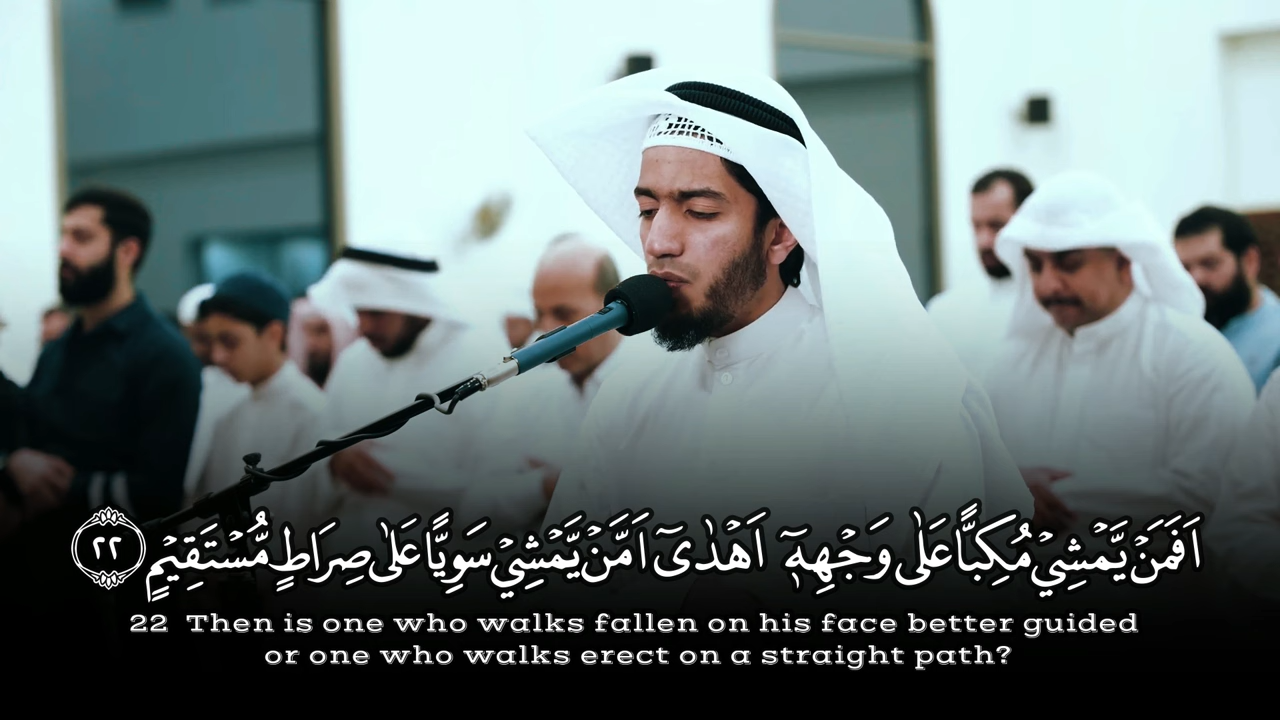 اَفَمَنۡ يَّمۡشِىۡ مُكِبًّا عَلٰى وَجۡهِهٖۤ اَهۡدٰٓى اَمَّنۡ يَّمۡشِىۡ سَوِيًّا عَلٰى صِرَاطٍ مُّسۡتَقِيۡمٍ ٢٢
22 Then is one who walks fallen on his face better guided
or one who walks erect on a straight path?